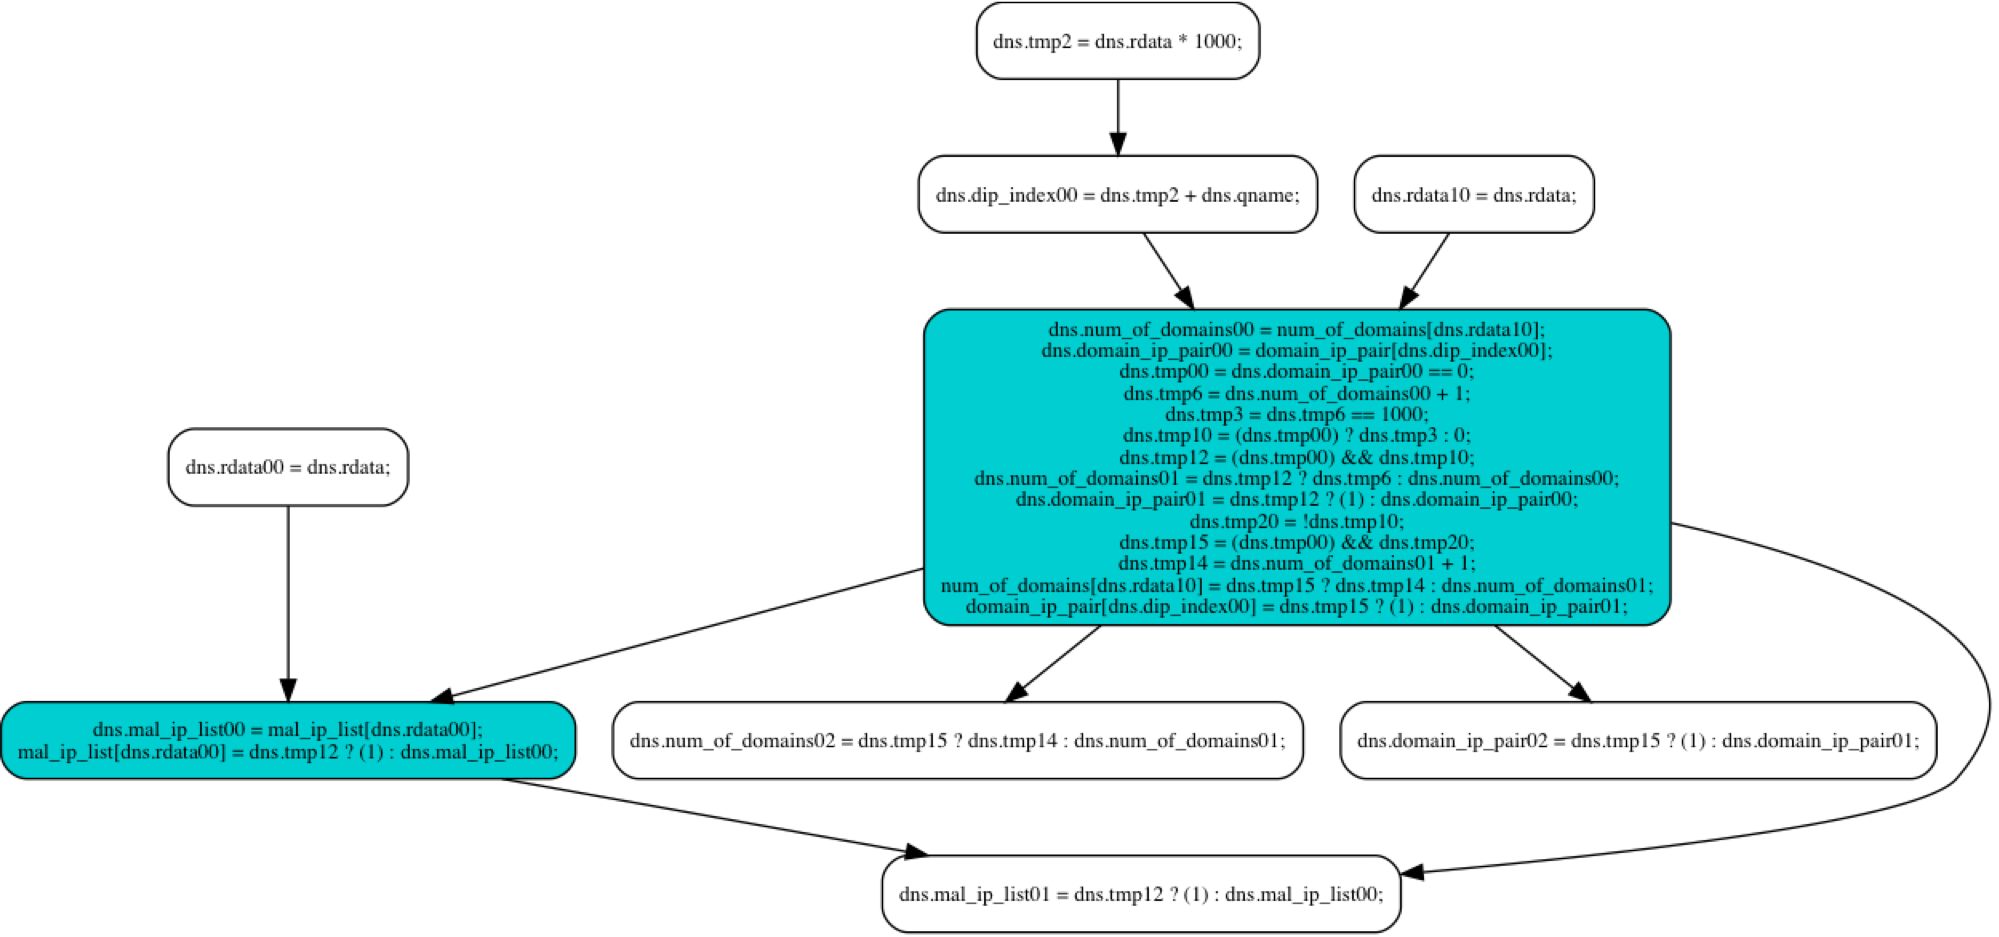 dns.tmp2 = dns.rdata * 1000;
dns.dip_index00 = dns.tmp2 + dns.qname;
dns.rdata10 = dns.rdata;
dns.num_of_domains00 = num_of_domains[dns.rdata10];
dns.domain_ip_pair00 = domain_ip_pair[dns.dip_index00];
dns.tmp00 = dns.domain_ip_pair00 == 0;
dns.tmp6 = dns.num_of_domains00 + 1;
dns.tmp3 = dns.tmp6 == 1000;
dns.tmp10 = (dns.tmp00) ? dns.tmp3 : 0;
dns.tmp12 = (dns.tmp00) && dns.tmp10;
dns.num_of_domains01 = dns.tmp12 ? dns.tmp6 : dns.num_of_domains00;
dns.domain_ip_pair01 = dns.tmp12 ? (1) : dns.domain_ip_pair00;
dns.tmp20 = !dns.tmp10;
dns.tmp15 = (dns.tmp00) && dns.tmp20;
dns.tmp14 = dns.num_of_domains01 + 1;
num_of_domains[dns.rdata10] = dns.tmp15 ? dns.tmp14 : dns.num_of_domains01;
domain_ip_pair[dns.dip_index00] = dns.tmp15 ? (1) : dns.domain_ip_pair01;
dns.rdata00 = dns.rdata;
dns.mal_ip_list00 = mal_ip_list[dns.rdata00];
mal_ip_list[dns.rdata00] = dns.tmp12 ? (1) : dns.mal_ip_list00;
dns.num_of_domains02 = dns.tmp15 ? dns.tmp14 : dns.num_of_domains01;
dns.domain_ip_pair02 = dns.tmp15 ? (1) : dns.domain_ip_pair01;
dns.mal_ip_list01 = dns.tmp12 ? (1) : dns.mal_ip_list00;